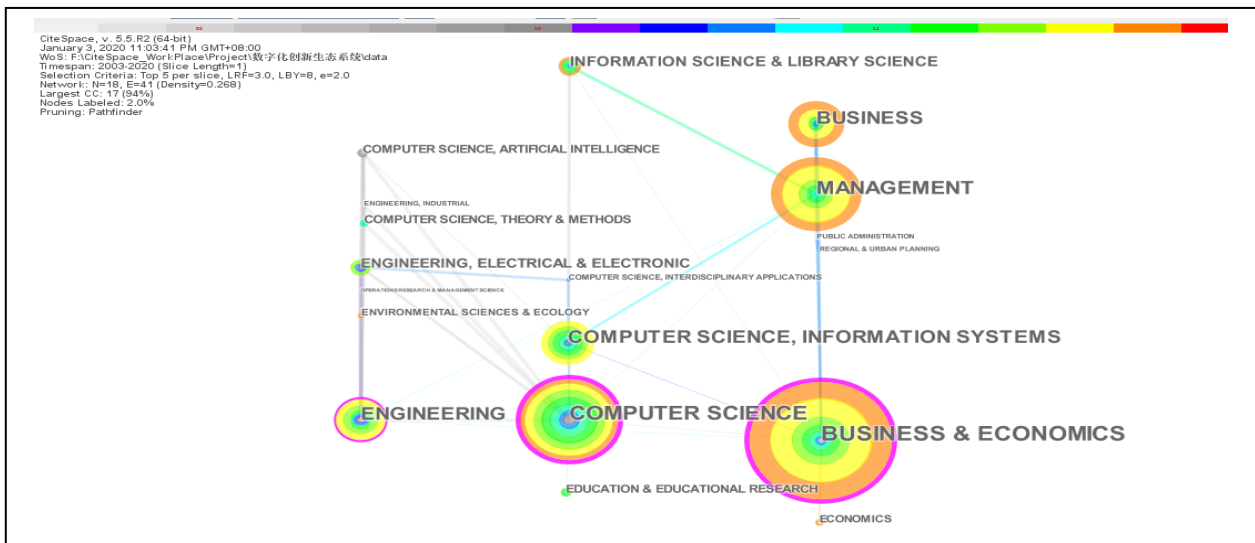 CiteSpace, v. 5.5.R2 (64-bit)
January 3, 2020 11:03:41 PM GMT+08:00
WoS: F:\CiteSpace_WorkPlace\Project\数字化创新生态系统\data
Timespan: 2003-2020 (Slice Length=1)
Selection Criteria: Top 5 per slice, LRF=3.0, LBY=8, e=2.0
Network: N=18, E=41 (Density=0.268)
Largest CC: 17 (94%)
Nodes Labeled: 2.0%
Pruning: Pathfinder
INFORMATION SCIENCE & LIBRARY SCIENCE
BUSINESS
COMPUTER SCIENCE, ARTIFICIAL INTELLIGENCE
MANAGEMENT
ENGINEERING, INDUSTRIAL
COMPUTER SCIENCE, THEORY & METHODS
PUBLIC ADMINISTRATION
REGIONAL & URBAN PLANNING
ENGINEERING, ELECTRICAL & ELECTRONIC
COMPUTER SCIENCE, INTERDISCIPLINARY APPLICATIONS
OPERATIONS RESEARCH & MANAGEMENT SCIENCE
ENVIRONMENTAL SCIENCES & ECOLOGY
COMPUTER SCIENCE, INFORMATION SYSTEMS
ENGINEERING
COMPUTER SCIENCE
BUSINESS & ECONOMICS
EDUCATION & EDUCATIONAL RESEARCH
ECONOMICS